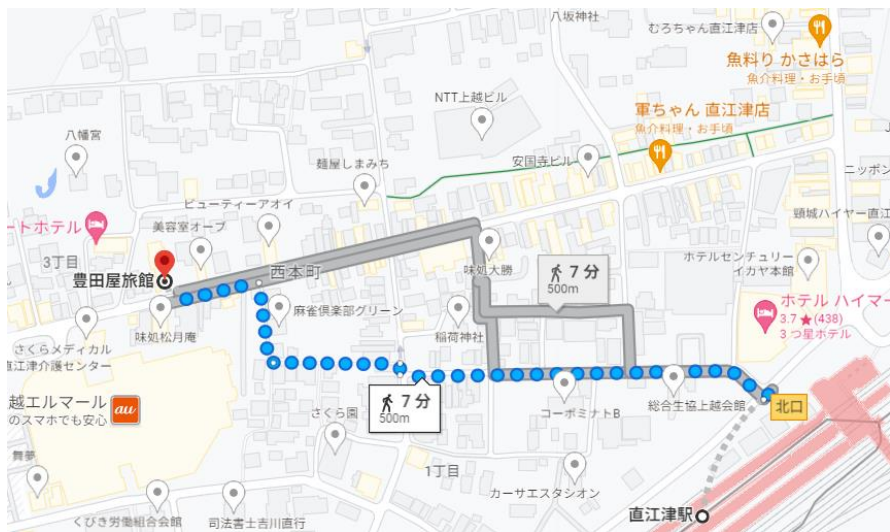 八坂神社
むろちゃん直江津店
魚料り かさはら
魚介料理・お手頃
NTT上越ビル
軍ちゃん 直江津店
魚介料理・お手頃
八幡宮
麺屋しまみち
安国寺ビル
ニッポン
ビューティーアオイ
頸城ハイヤー直江
美容室オーブ
ートホテル
3丁目
西本町
味処大勝
7 分
500m
ホテルセンチュリー
イカヤ本館
豊田屋旅館
麻雀倶楽部グリーン
稲荷神社
ホテル ハイマー
3.7★(438)
3 つ星ホテル
味処松月庵
さくらメディカル
直江津介護センター
7 分
500m
越エルマール
au
のスマホでも安心
コーポミナトB
総合生協上越会館
北口
さくら園
1丁目
舞夢
カーサエスタシオン
直江津駅
くびき労働組合会館
司法書士吉川直行